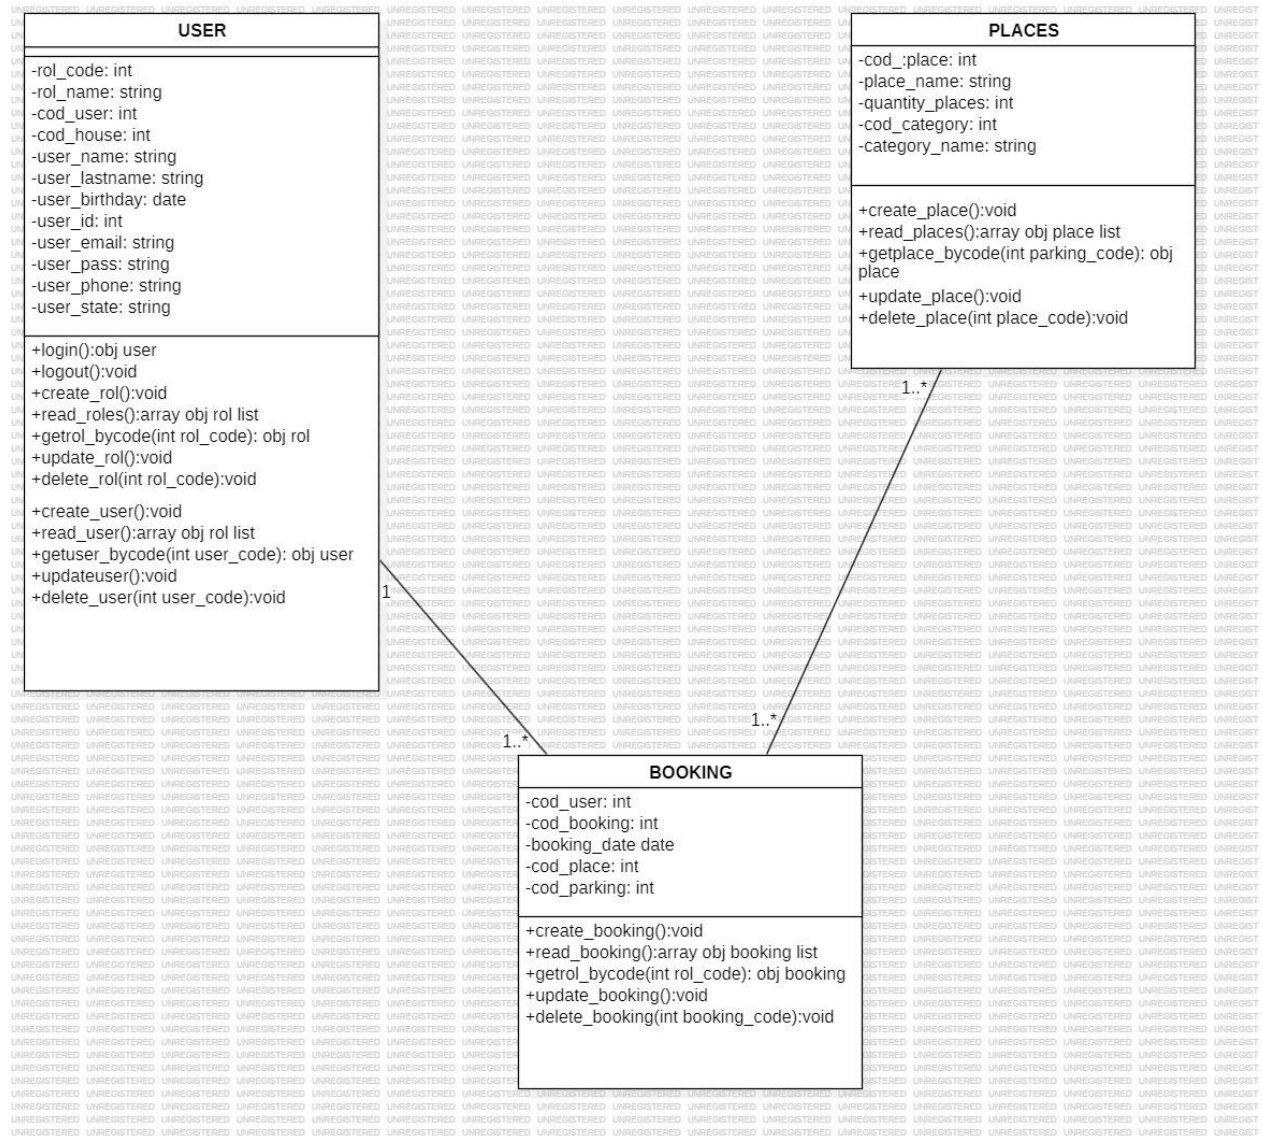 USER
-rol_code: int
-rol_name: string
-cod_user: int
-cod_house: int
-user_name: string
-user_lastname: string
-user_birthday: date
-user_id: int
-user_email: string
-user_pass: string
-user_phone: string
-user_state: string
+login():obj user
+logout():void
+create_rol():void
+read_roles():array obj rol list
+getrol_bycode(int rol_code): obj rol
+update_rol():void
+delete_rol(int rol_code):void
+create_user():void
+read_user():array obj rol list
+getuser_bycode(int user_code): obj user
+updateuser():void
+delete_user(int user_code):void
PLACES
-cod_:place: int
-place_name: string
-quantity_places: int
-cod_category: int
-category_name: string
+create_place():void
+read_places():array obj place list
+getplace_bycode(int parking_code): obj
place
+update_place():void
+delete_place(int place_code):void
1..*
1
1..*
1..*
BOOKING
-cod_user: int
-cod_booking: int
-booking_date date
-cod_place: int
-cod_parking: int
+create_booking():void
+read_booking():array obj booking list
+getrol_bycode(int rol_code): obj booking
+update_booking():void
+delete_booking(int booking_code):void
UNREGISTERED